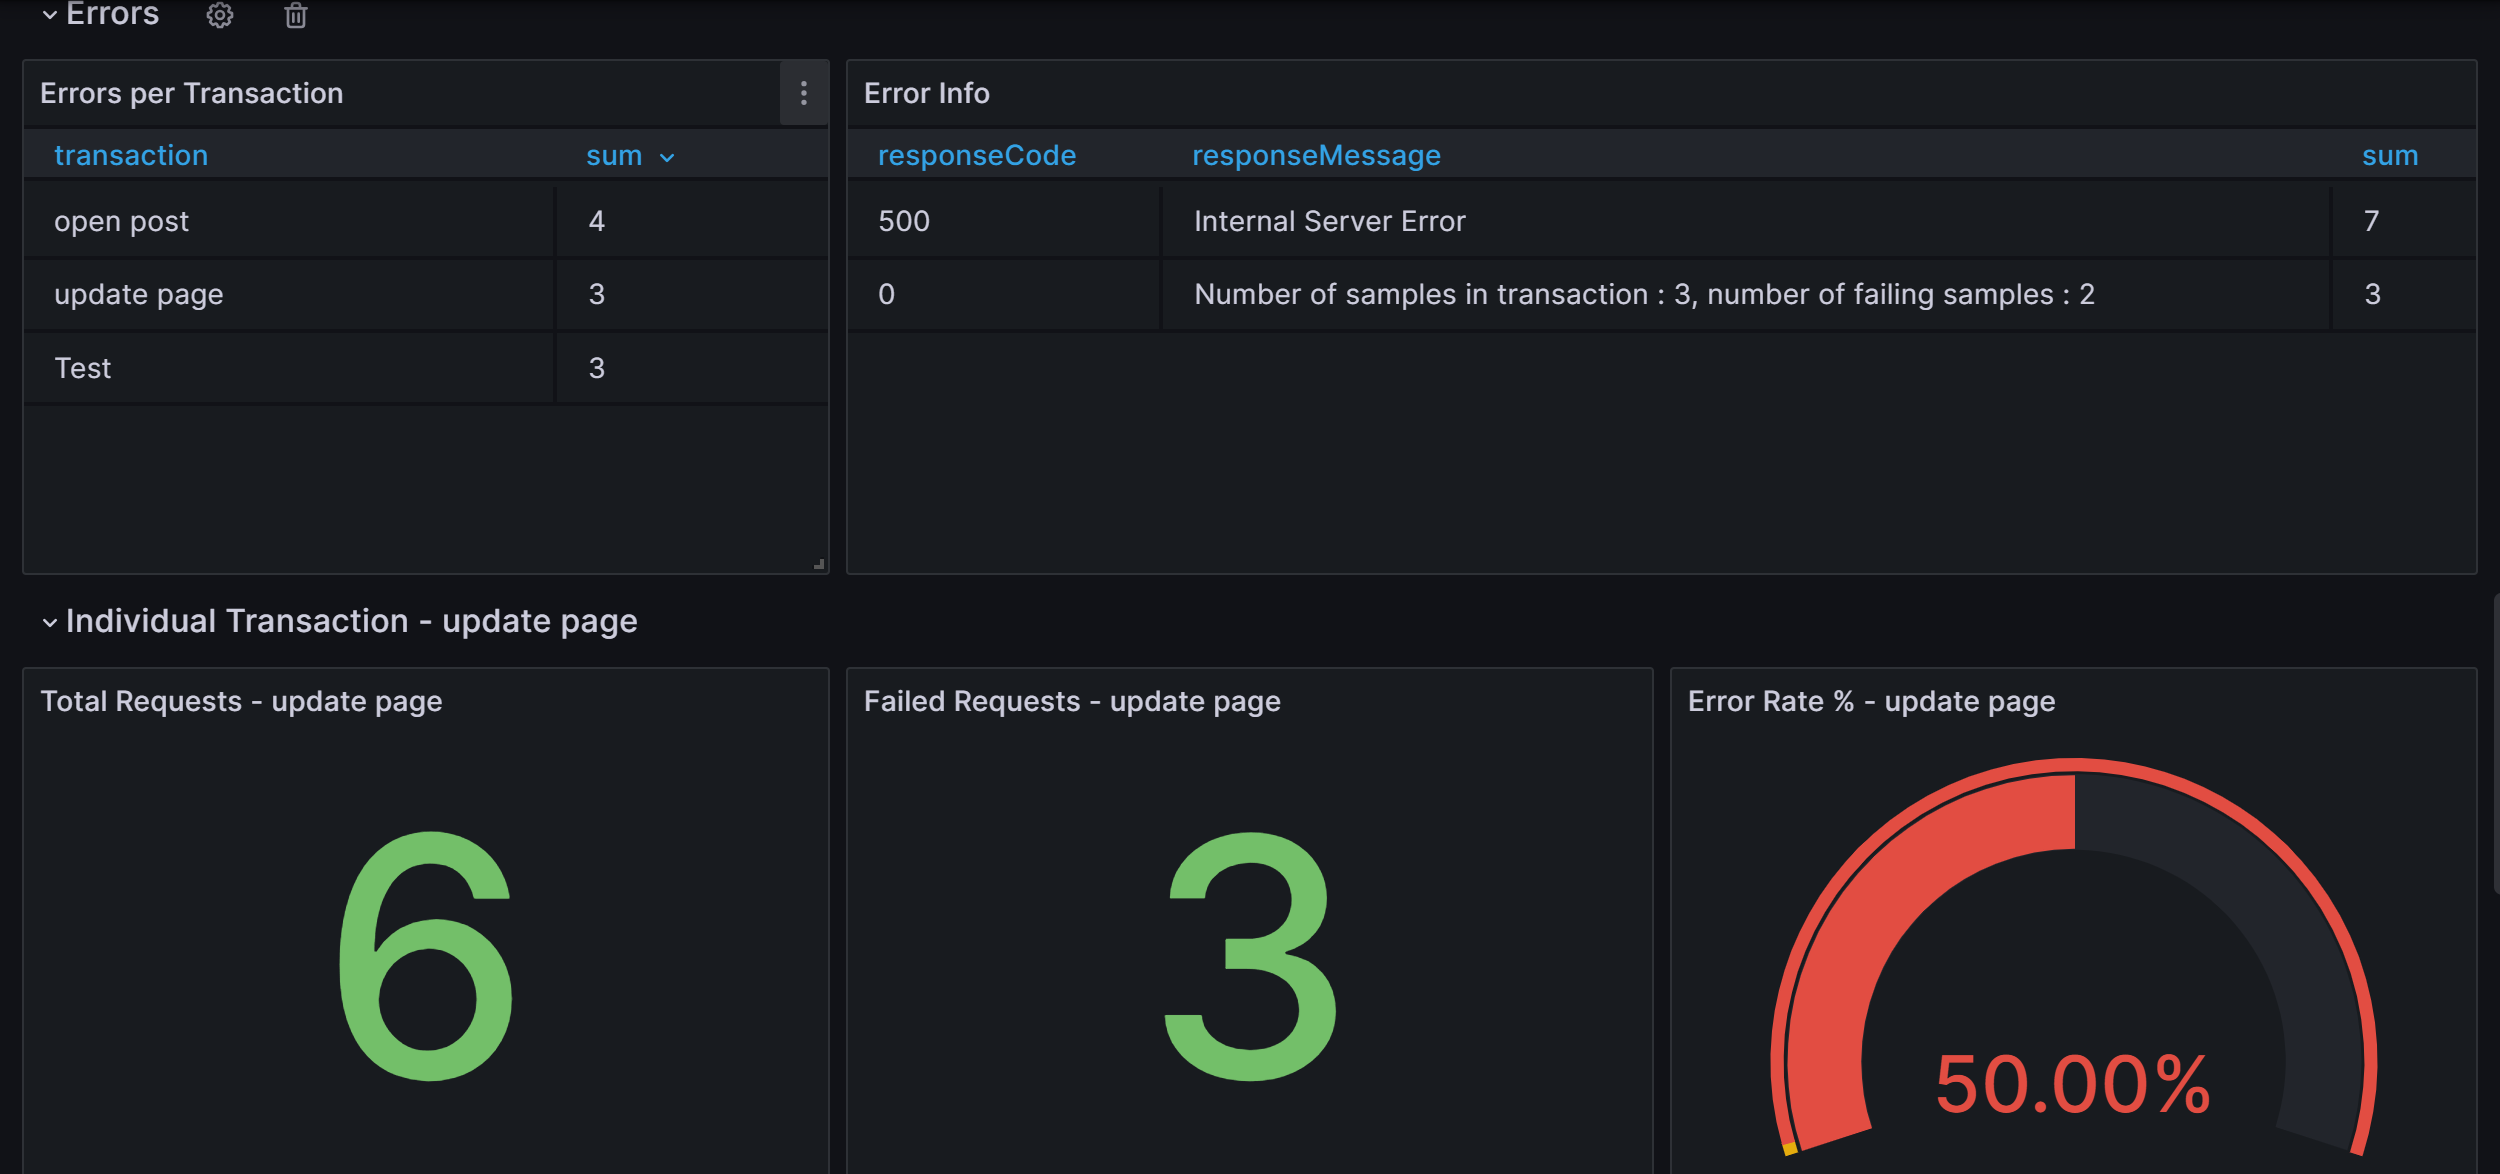 Errors
Errors per Transaction
transaction sum
open post 4
update page 3
Test 3
Error Info
responseCode responseMessage sum
500 Internal Server Error 7
0 Number of samples in transaction : 3, number of failing samples : 2 3
Individual Transaction - update page
Total Requests - update page
6
Failed Requests - update page
3
Error Rate % - update page
50.00%